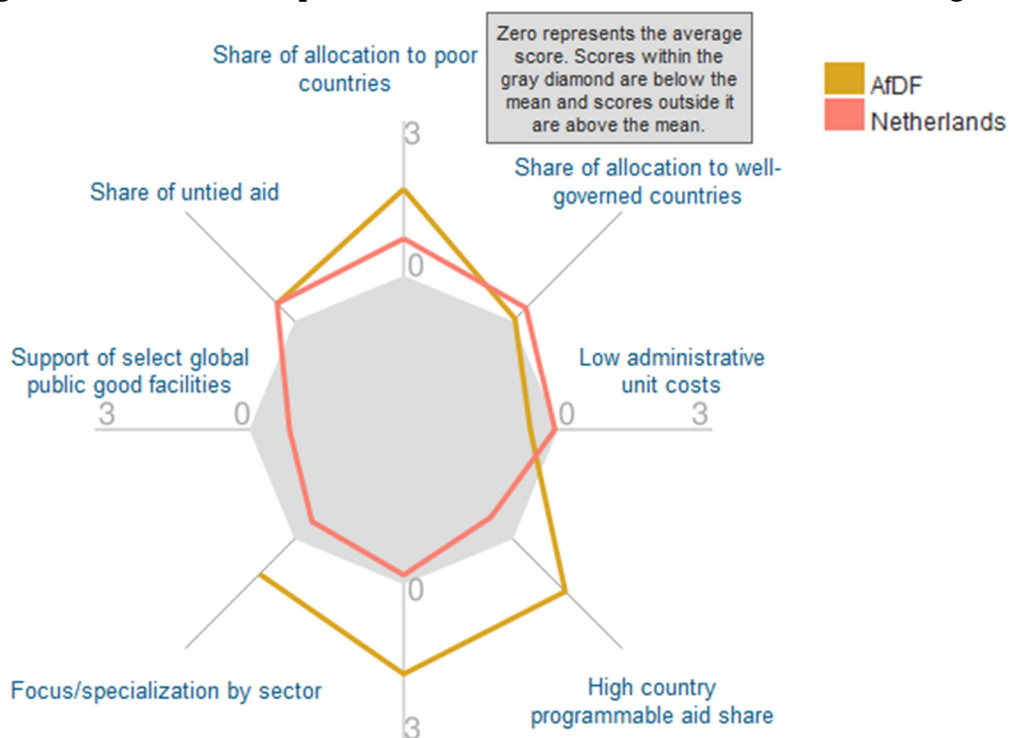 Share of allocation to poor
countries
Zero represents the average
score. Scores within the
gray diamond are below the
mean and scores outside it
are above the mean.
AfDF
Netherlands
3
Share of allocation to well-
governed countries
Share of untied aid
0
Support of select global
public good facilities
Low administrative
unit costs
3
0
0
3
0
Focus/specialization by sector
High country
programmable aid share
3